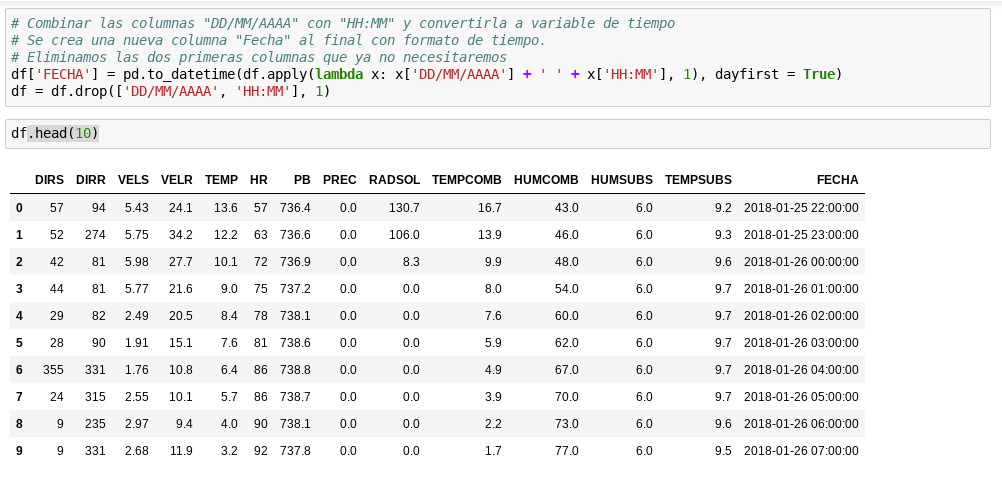 # Combinar las columnas "DD/MM/AAAA" con "HH:MM" y convertirla a variable de tiempo
# Se crea una nueva columna "Fecha" al final con formato de tiempo.
# Eliminamos las dos primeras columnas que ya no necesitaremos
df['FECHA'] = pd.to_datetime(df.apply(lambda x: x['DD/MM/AAAA'] + ' ' + x['HH:MM'], 1), dayfirst = True)
df = df.drop(['DD/MM/AAAA', 'HH:MM'], 1)
df.head(10)
DIRS DIRR VELS VELR TEMP HR PB PREC RADSOL TEMPCOMB HUMCOMB HUMSUBS TEMPSUBS FECHA
0 57 94 5.43 24.1 13.6 57 736.4 0.0 130.7 16.7 43.0 6.0 9.2 2018-01-25 22:00:00
1 52 274 5.75 34.2 12.2 63 736.6 0.0 106.0 13.9 46.0 6.0 9.3 2018-01-25 23:00:00
2 42 81 5.98 27.7 10.1 72 736.9 0.0 8.3 9.9 48.0 6.0 9.6 2018-01-26 00:00:00
3 44 81 5.77 21.6 9.0 75 737.2 0.0 0.0 8.0 54.0 6.0 9.7 2018-01-26 01:00:00
4 29 82 2.49 20.5 8.4 78 738.1 0.0 0.0 7.6 60.0 6.0 9.7 2018-01-26 02:00:00
5 28 90 1.91 15.1 7.6 81 738.6 0.0 0.0 5.9 62.0 6.0 9.7 2018-01-26 03:00:00
6 355 331 1.76 10.8 6.4 86 738.8 0.0 0.0 4.9 67.0 6.0 9.7 2018-01-26 04:00:00
7 24 315 2.55 10.1 5.7 86 738.7 0.0 0.0 3.9 70.0 6.0 9.7 2018-01-26 05:00:00
8 9 235 2.97 9.4 4.0 90 738.1 0.0 0.0 2.2 73.0 6.0 9.6 2018-01-26 06:00:00
9 9 331 2.68 11.9 3.2 92 737.8 0.0 0.0 1.7 77.0 6.0 9.5 2018-01-26 07:00:00